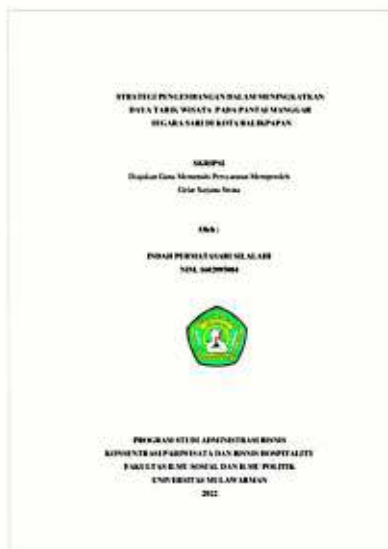 STRATEGI PENGEMBANGAN DALAM MENINGKATKAN
DAYA TARIK WISATA PADA PANTAI MANGGAR
SEGARA SARI DI KOTA BALIKPAPAN
SKRIPSI
Diajukan Guna Memenuhi Persyaratan Memperoleh
Gelar Sarjana
Oleh :
INDAH PERMATASARI SILALAHI
NIM.
PROGRAM STUDI ADMINISTRASI BISNIS
KONSENTRASI PARIWISATA DAN BISNIS HOSPITALITY
FAKULTAS ILMU SOSIAL DAN ILMU POLITIK
UNIVERSITAS MULAWARMAN
2022